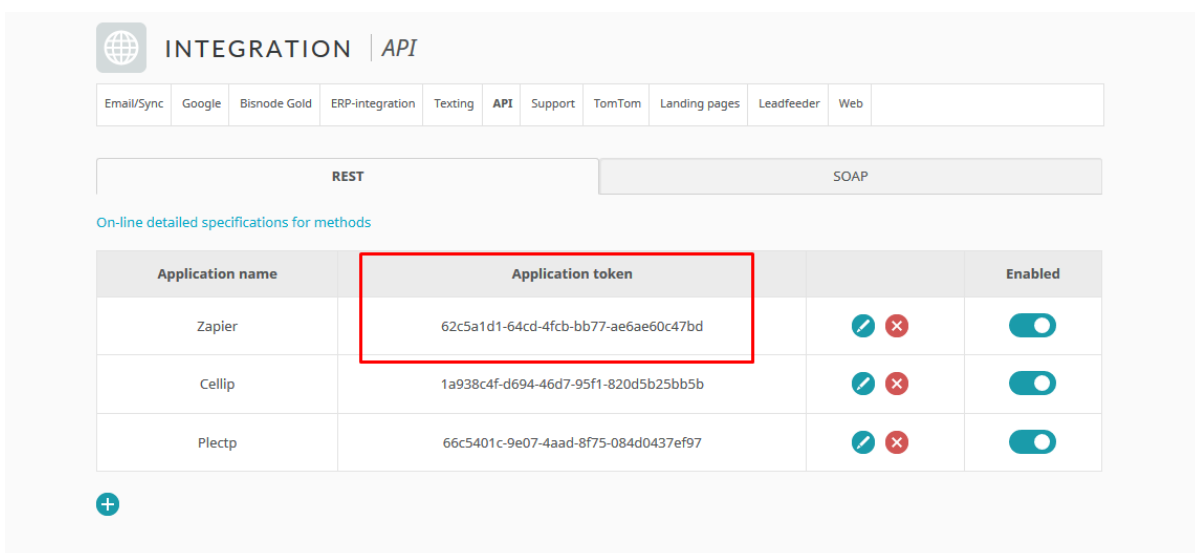 INTEGRATION | API
Email/Sync Google Bisnode Gold ERP-integration Texting API Support TomTom Landing pages Leadfeeder Web
REST SOAP
On-line detailed specifications for methods
Application name Application token Enabled
Zapier 62c5a1d1-64cd-4fcb-bb77-ae6ae60c47bd
Cellip 1a938c4f-d694-46d7-95f1-820d5b25bb5b
Plectp 66c5401c-9e07-4aad-8f75-084d0437ef97